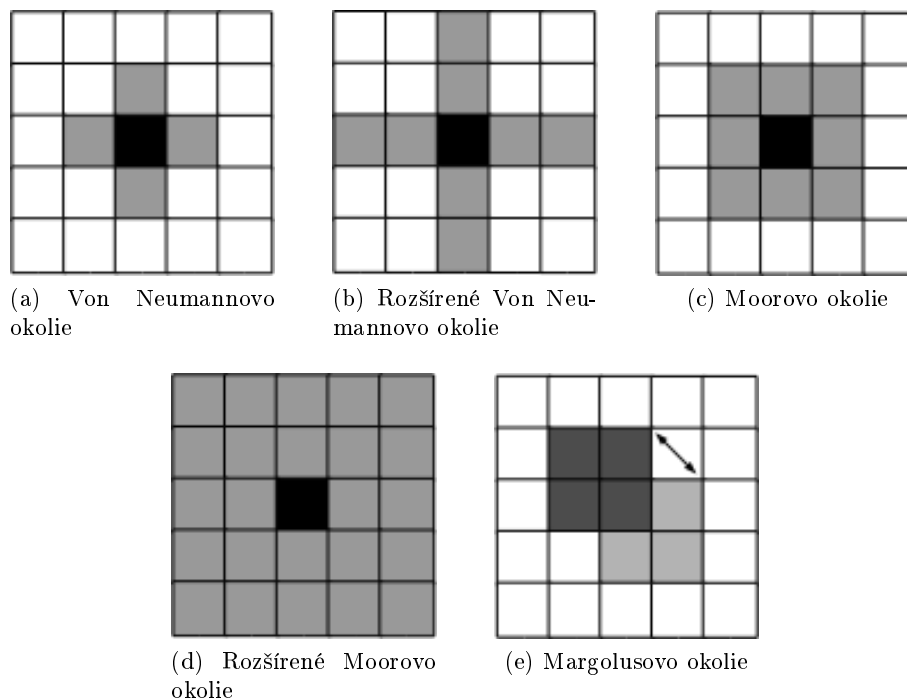 (a) Von Neumannovo
okolie
(b) Rozšírené Von Neu-
mannovo okolie
(c) Moorovo okolie
(d) Rozšírené Moorovo
okolie
(e) Margolusovo okolie